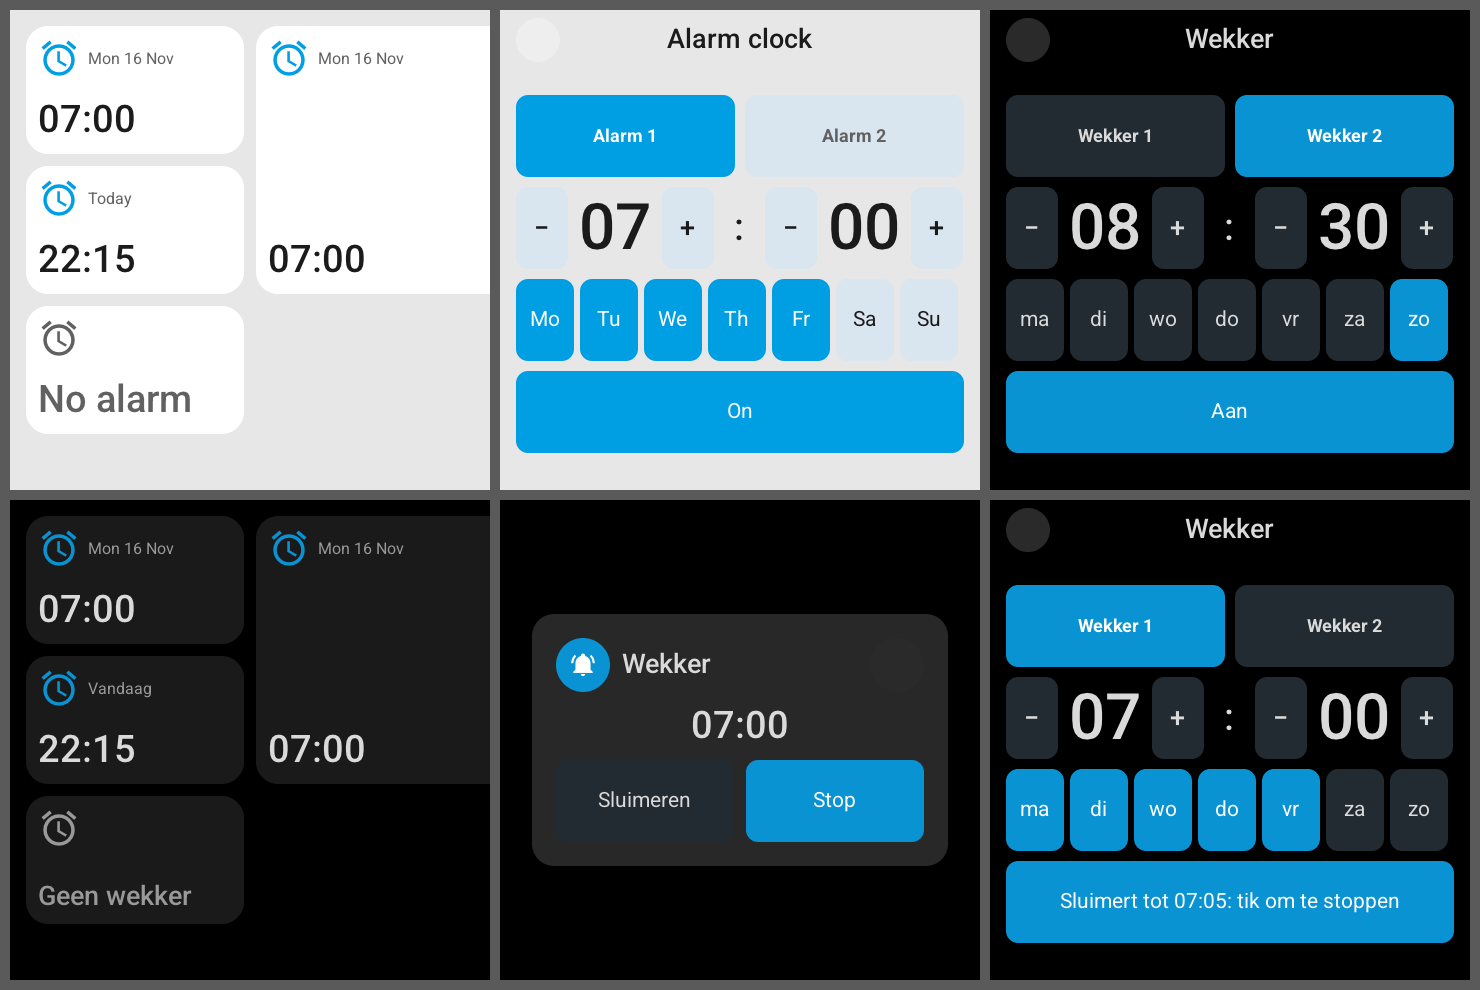 Mon 16 Nov
07:00
Today
22:15
No alarm
Mon 16 Nov
07:00
Alarm clock
Alarm 1
Alarm 2
− 07 + : − 00 +
Mo Tu We Th Fr Sa Su
On
Wekker
Wekker 1
Wekker 2
− 08 + : − 30 +
ma di wo do vr za zo
Aan
Mon 16 Nov
07:00
Vandaag
22:15
Geen wekker
Mon 16 Nov
07:00
Wekker
07:00
Sluimeren
Stop
Wekker
Wekker 1
Wekker 2
− 07 + : − 00 +
ma di wo do vr za zo
Sluimert tot 07:05: tik om te stoppen